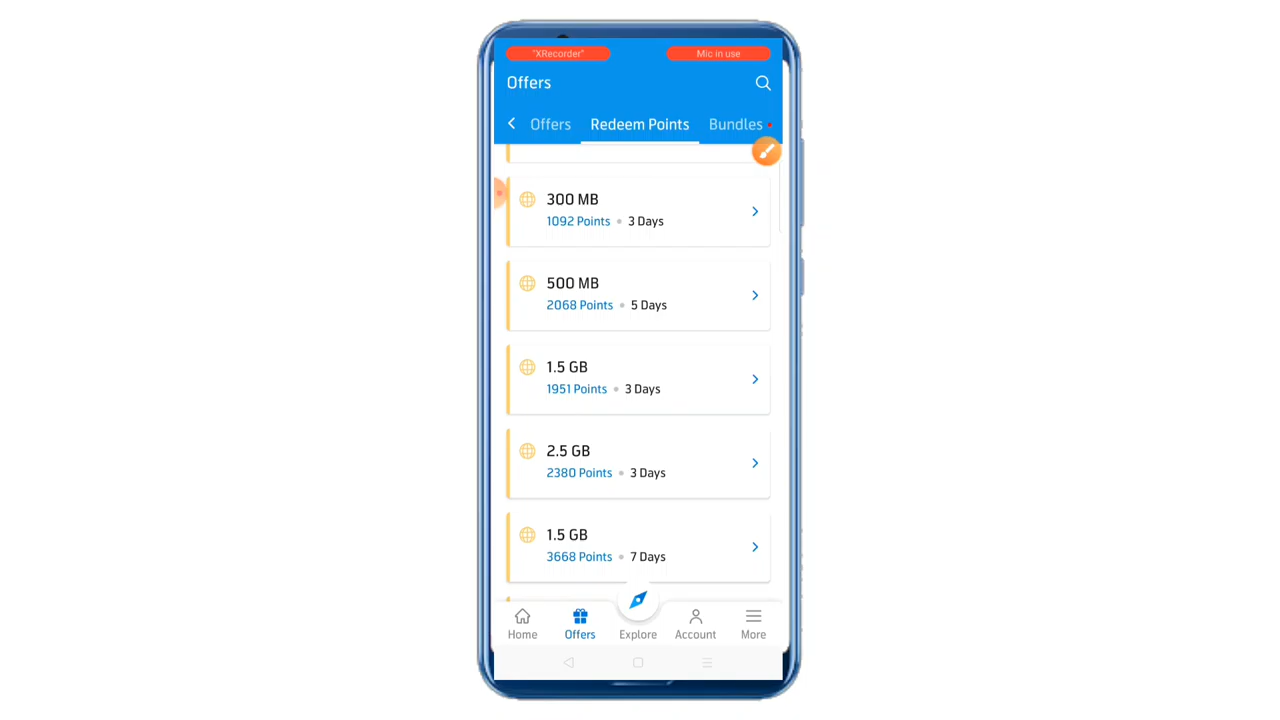 "XRecorder" Mic in use
Offers
Offers Redeem Points Bundles
300 MB
1092 Points • 3 Days
500 MB
2068 Points • 5 Days
1.5 GB
1951 Points • 3 Days
2.5 GB
2380 Points • 3 Days
1.5 GB
3668 Points • 7 Days
Home Offers Explore Account More